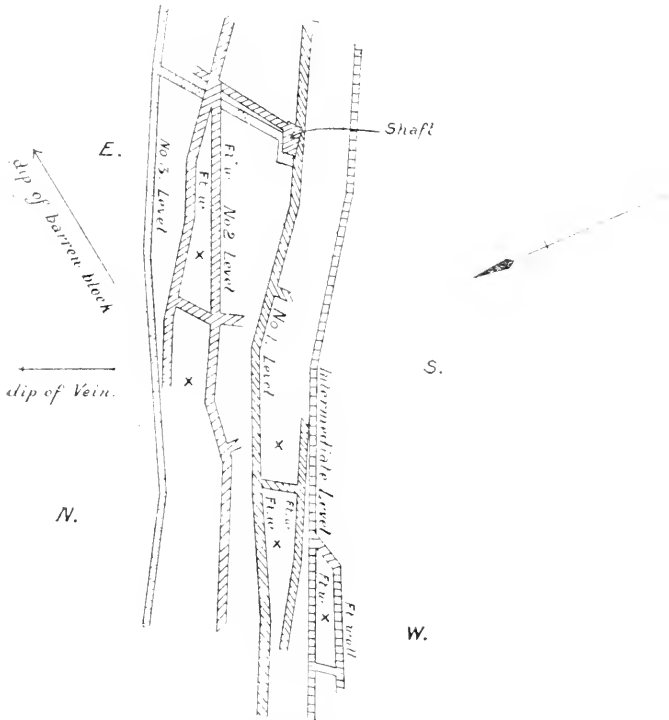 Shaft
E.
No. 3. Level
Ft. w.
Ft. w. No 2 Level
dip of barren block
No 1. Level
S.
dip of Vein.
Intermediate Level
N.
Ft. w.
Ft. w.
Ft. w.
Ft. wall
W.